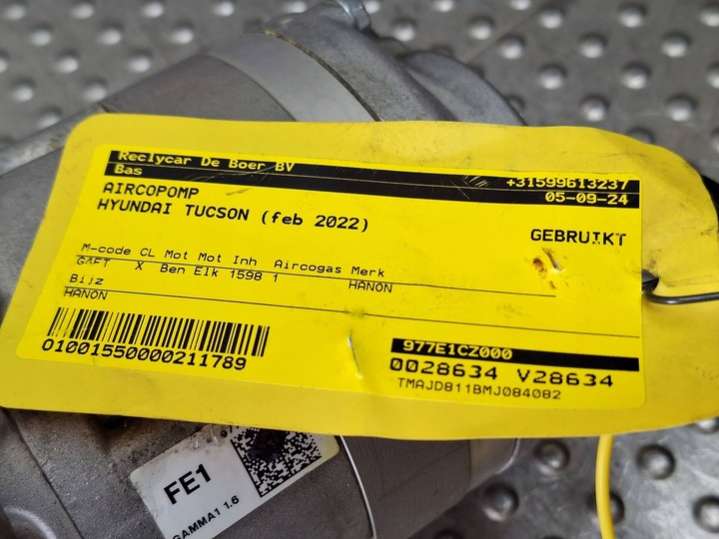 Reclycar De Boer BV
Bas +31599613237
05-09-24
AIRCOPOMP
HYUNDAI TUCSON (feb 2022)
GEBRUIKT
M-code CL Mot Mot Inh Aircogas Merk
G4FT X Ben Elk 1598 1 HANON
Bijz
HANON
01001550000211789
977E1CZ000
0028634 V28634
TMAJD811BMJ084082
FE1
GAMMA1 1.6